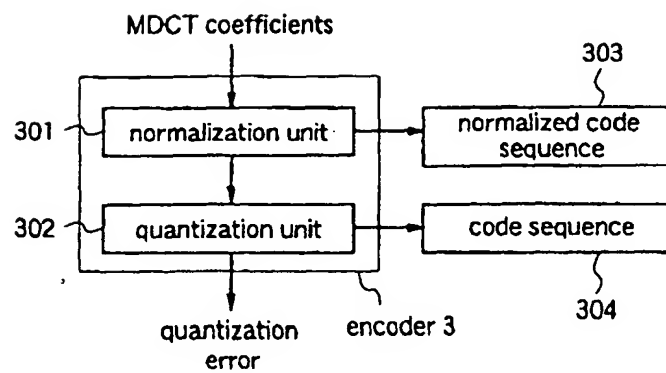 MDCT coefficients
303
301
normalization unit
normalized code
sequence
302
quantization unit
code sequence
quantization
error
encoder 3
304